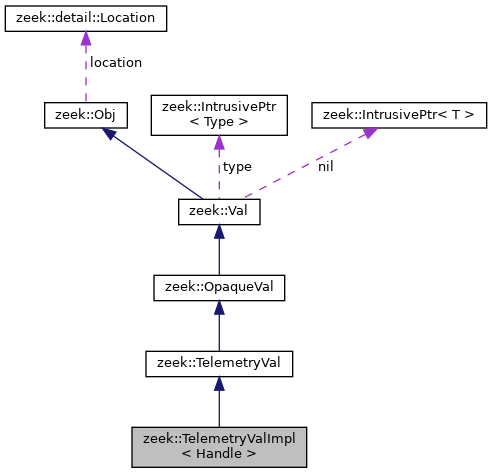 zeek::detail::Location
location
zeek::Obj
zeek::IntrusivePtr
< Type >
zeek::IntrusivePtr< T >
type
nil
zeek::Val
zeek::OpaqueVal
zeek::TelemetryVal
zeek::TelemetryValImpl
< Handle >